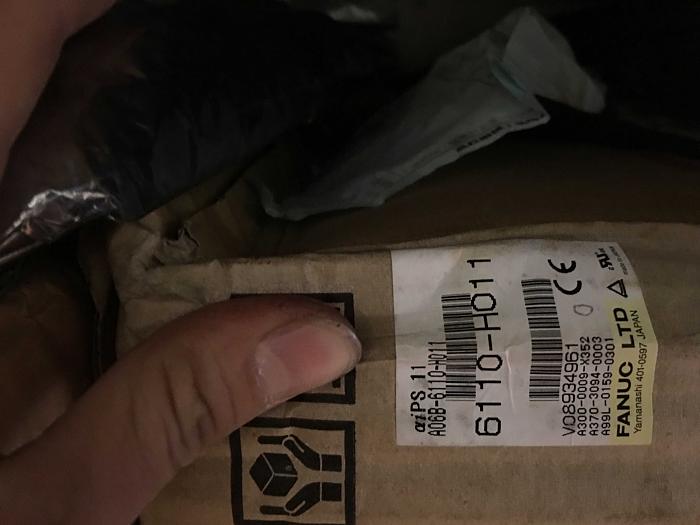 αiPS 11
A06B-6110-H011
6110-H011
V08934961
A300-0009-X352
A370-3094-0003
A99L-0159-0301
CE
FANUC LTD
Yamanashi 401-0597 JAPAN